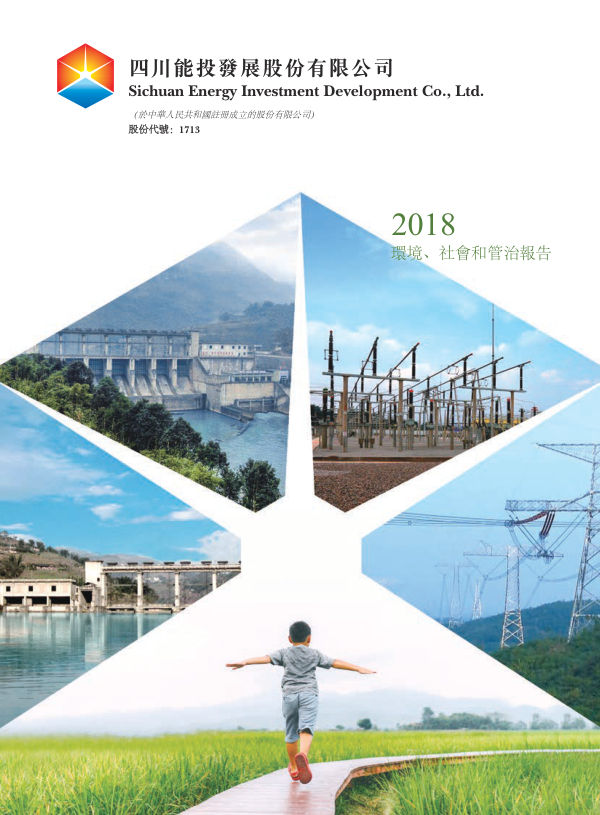 四川能投發展股份有限公司
Sichuan Energy Investment Development Co., Ltd.
(於中華人民共和國註冊成立的股份有限公司)
股份代號：1713
2018
環境、社會和管治報告